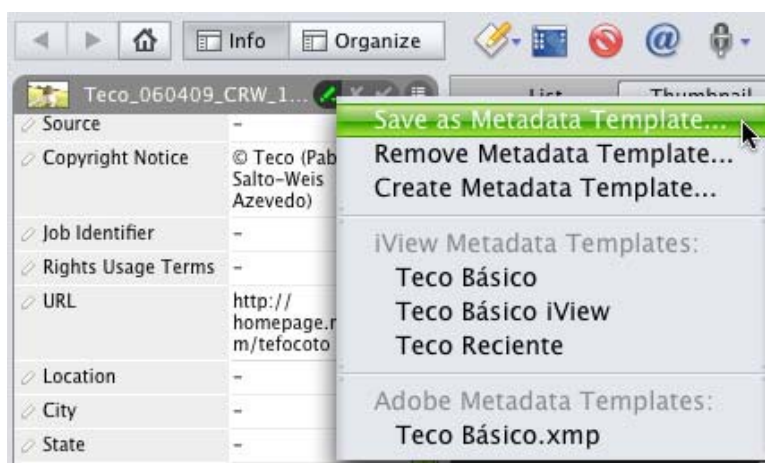 Info Organize
Teco_060409_CRW_1...
List Thumbnail
Save as Metadata Template...
Remove Metadata Template...
Create Metadata Template...
iView Metadata Templates:
Teco Básico
Teco Básico iView
Teco Reciente
Adobe Metadata Templates:
Teco Básico.xmp
Source -
Copyright Notice © Teco (Pab
Salto-Weis
Azevedo)
Job Identifier -
Rights Usage Terms -
URL http://
homepage.
m/tefocoto
Location -
City -
State -